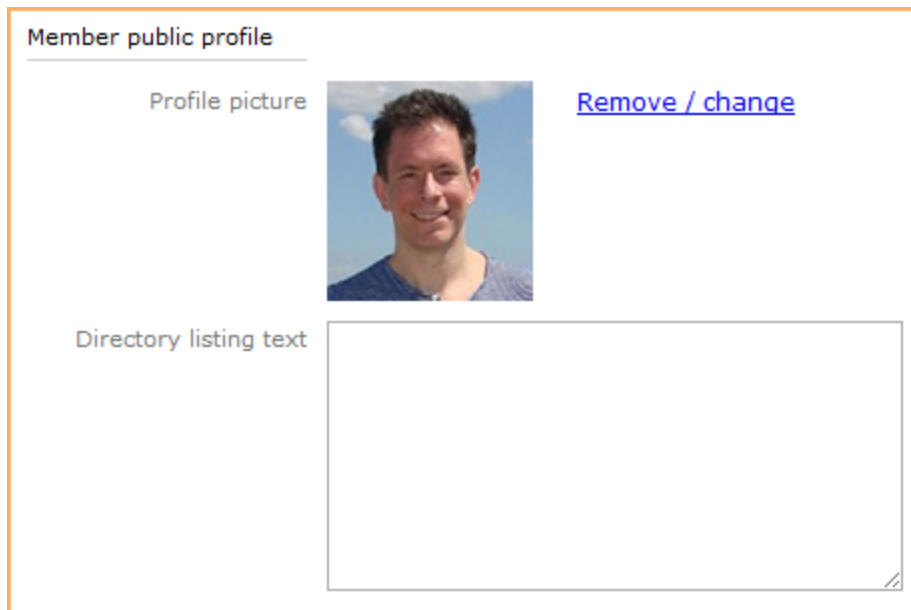 Member public profile
Profile picture
Remove / change
Directory listing text